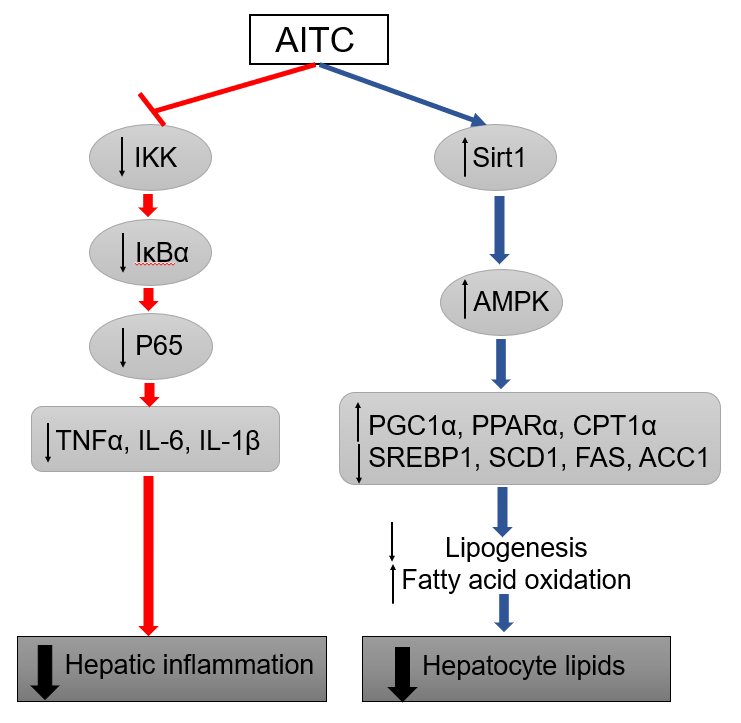 AITC
IKK
IκBα
P65
TNFα, IL-6, IL-1β
Hepatic inflammation
Sirt1
AMPK
PGC1α, PPARα, CPT1α
SREBP1, SCD1, FAS, ACC1
Lipogenesis
Fatty acid oxidation
Hepatocyte lipids